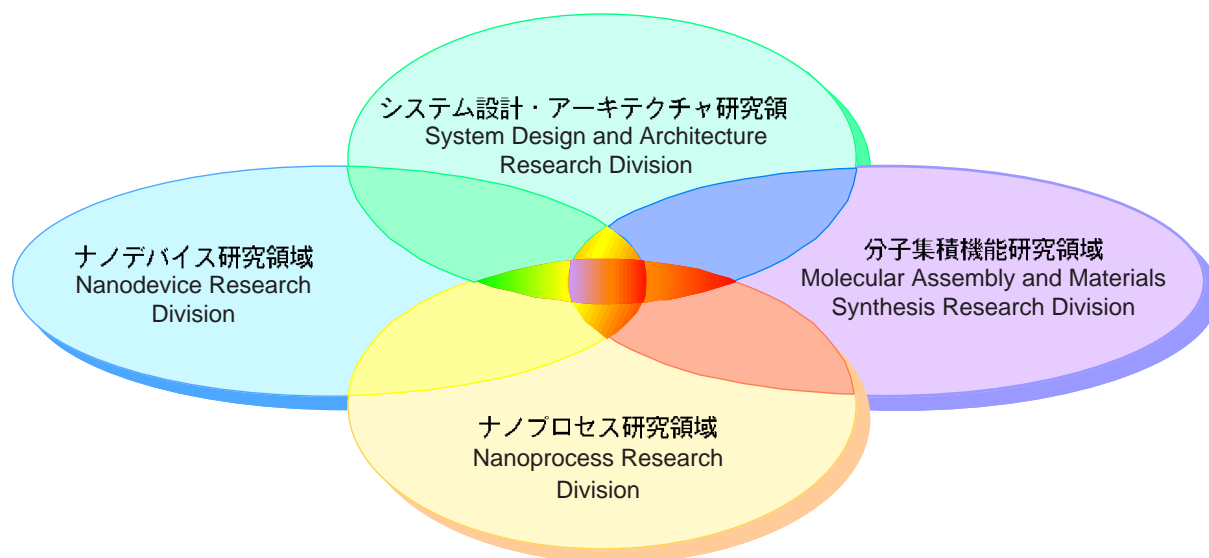 システム設計・アーキテクチャ研究領
System Design and Architecture
Research Division
ナノデバイス研究領域
Nanodevice Research
Division
分子集積機能研究領域
Molecular Assembly and Materials
Synthesis Research Division
ナノプロセス研究領域
Nanoprocess Research
Division